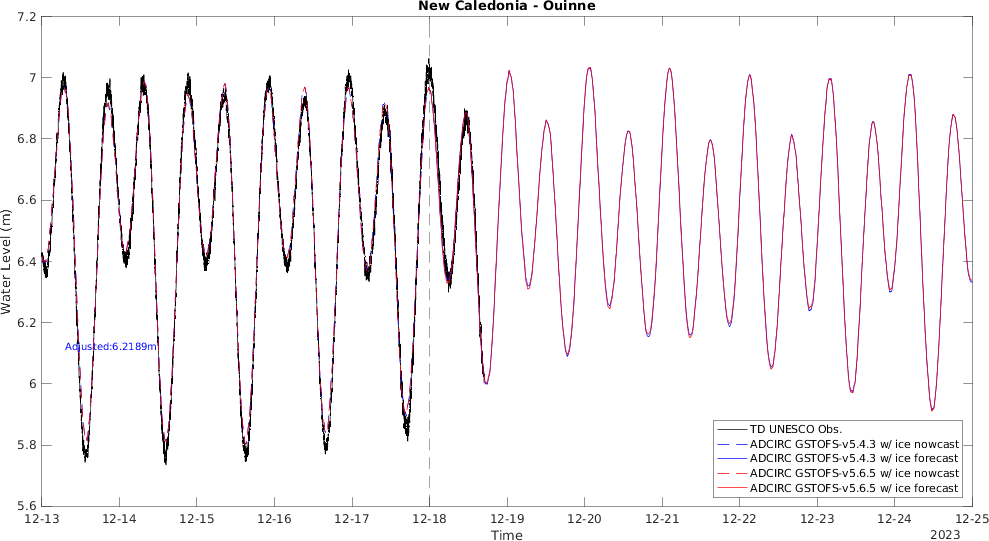 New Caledonia - Ouinne
7.2
7
6.8
6.6
6.4
6.2
6
5.8
5.6
Water Level (m)
Adjusted:6.2189m
TD UNESCO Obs.
ADCIRC GSTOFS-v5.4.3 w/ ice nowcast
ADCIRC GSTOFS-v5.4.3 w/ ice forecast
ADCIRC GSTOFS-v5.6.5 w/ ice nowcast
ADCIRC GSTOFS-v5.6.5 w/ ice forecast
12-13 12-14 12-15 12-16 12-17 12-18 12-19 12-20 12-21 12-22 12-23 12-24 12-25
Time
2023